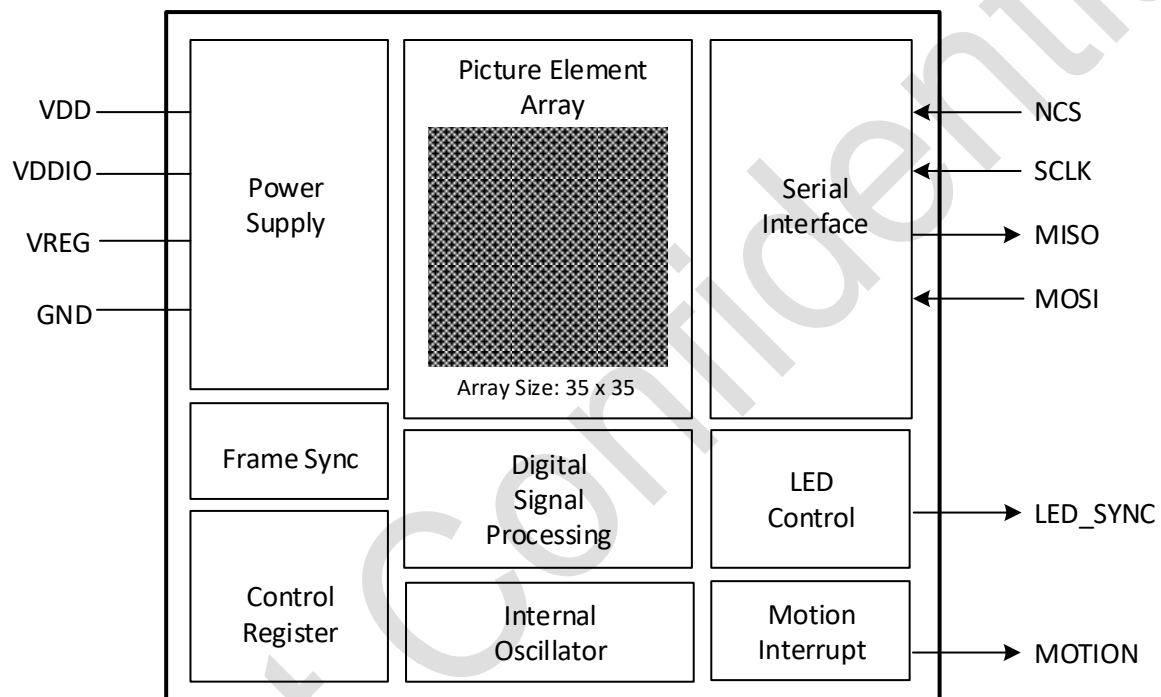 VDD
VDDIO
VREG
GND
Power
Supply
Frame Sync
Control
Register
Picture Element
Array
Array Size: 35 x 35
Digital
Signal
Processing
Internal
Oscillator
Serial
Interface
LED
Control
Motion
Interrupt
NCS
SCLK
MISO
MOSI
LED_SYNC
MOTION
t Confidenti